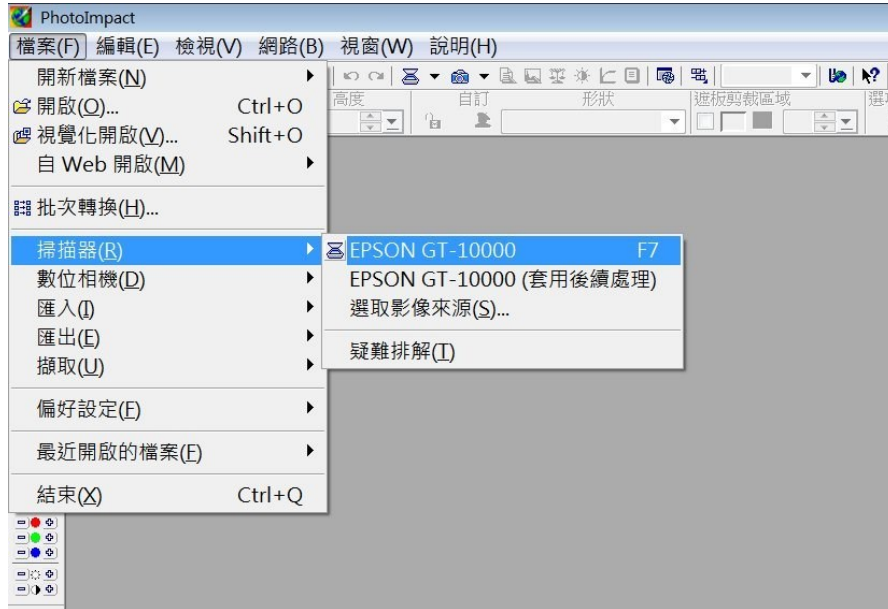 PhotoImpact
檔案(F) 編輯(E) 檢視(V) 網路(B) 視窗(W) 說明(H)
高度 自訂 形狀 遮板剪裁區域
開新檔案(N)
開啟(O)... Ctrl+O
視覺化開啟(V)... Shift+O
自 Web 開啟(M)
批次轉換(H)...
掃描器(R)
EPSON GT-10000 F7
數位相機(D)
EPSON GT-10000 (套用後續處理)
匯入(I)
選取影像來源(S)...
匯出(E)
疑難排解(T)
擷取(U)
偏好設定(F)
最近開啟的檔案(F)
結束(X) Ctrl+Q